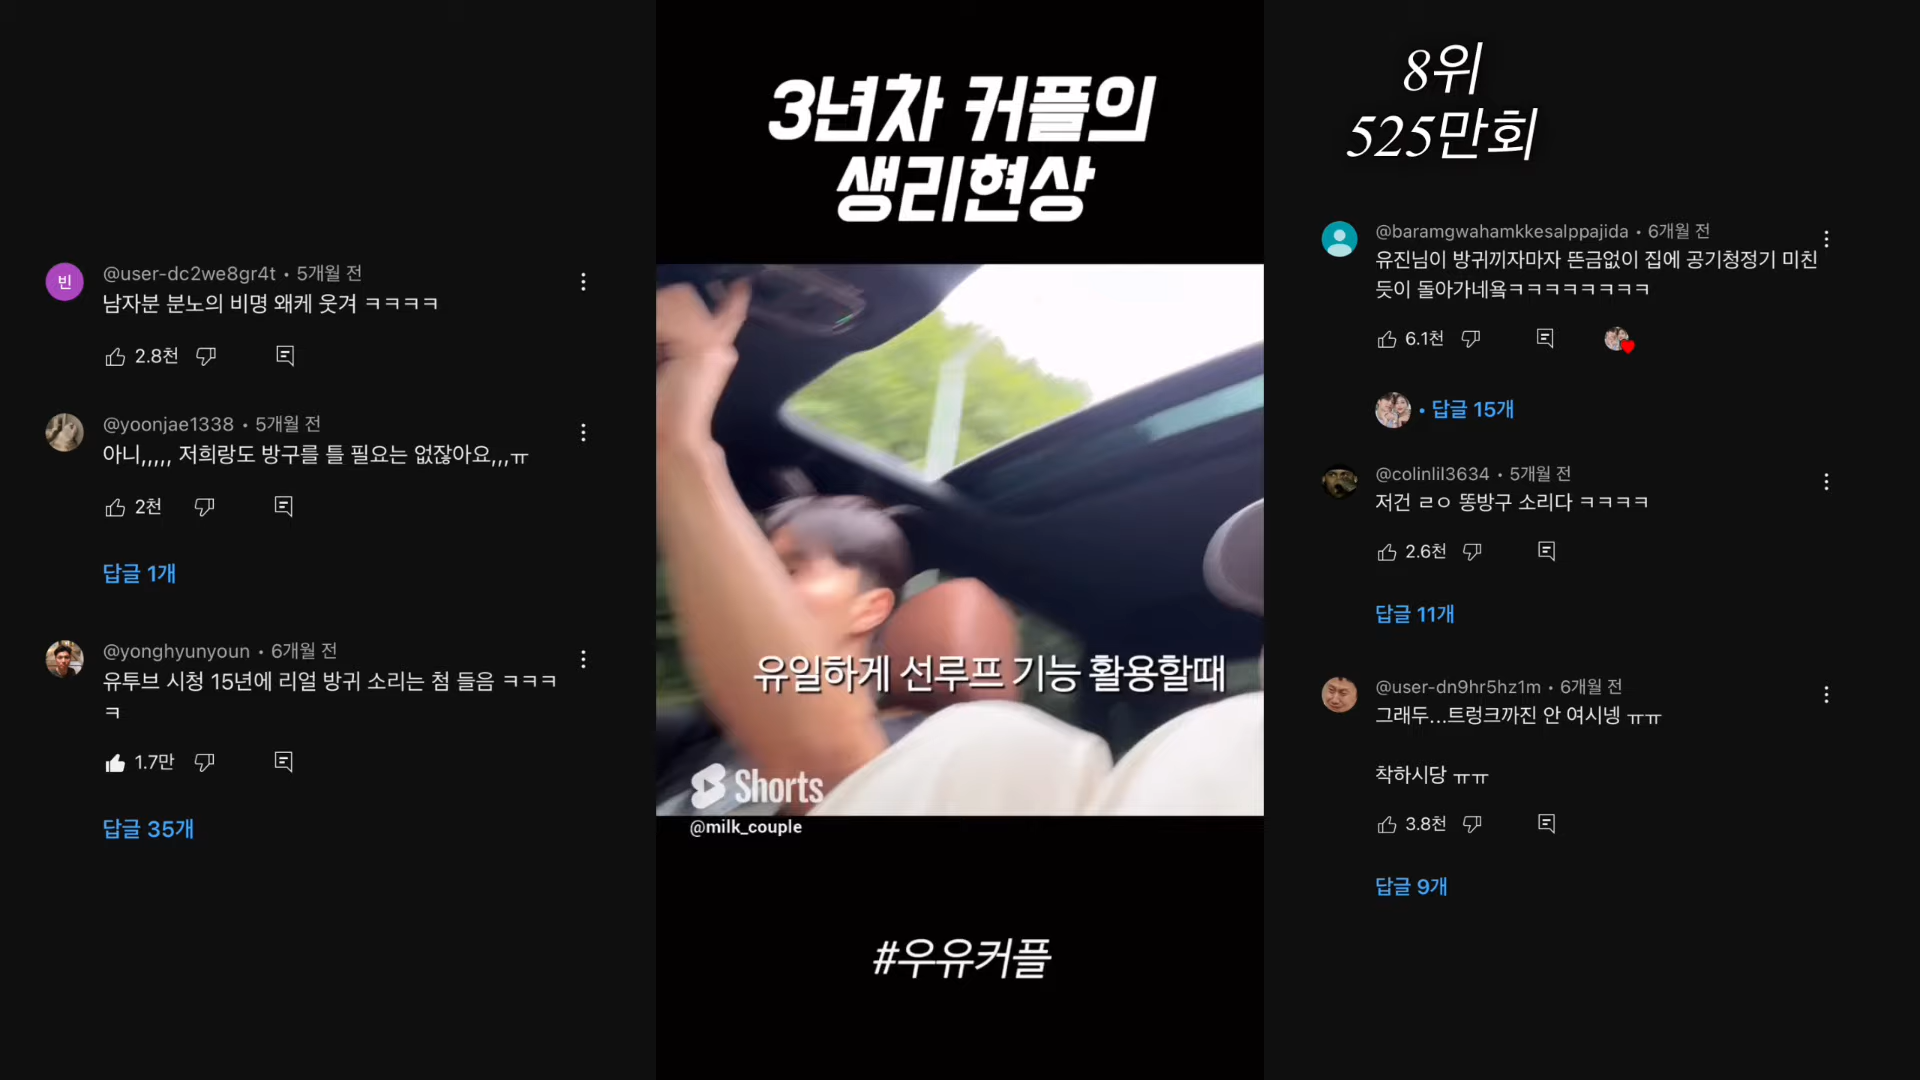 3년차 커플의
생리현상
8위
525만회
빈
@user-dc2we8gr4t • 5개월 전
남자분 분노의 비명 왜케 웃겨 ㅋㅋㅋㅋ
2.8천
@yoonjae1338 • 5개월 전
아니,,,,, 저희랑도 방구를 틀 필요는 없잖아요,,,ㅠ
2천
답글 1개
@yonghyunyoun • 6개월 전
유투브 시청 15년에 리얼 방귀 소리는 첨 들음 ㅋㅋㅋ
ㅋ
1.7만
답글 35개
유일하게 선루프 기능 활용할때
Shorts
@milk_couple
#우유커플
@baramgwahamkkesalppajida • 6개월 전
유진님이 방귀끼자마자 뜬금없이 집에 공기청정기 미친
듯이 돌아가네욬ㅋㅋㅋㅋㅋㅋㅋ
6.1천
• 답글 15개
@colinlil3634 • 5개월 전
저건 ㄹㅇ 똥방구 소리다 ㅋㅋㅋㅋ
2.6천
답글 11개
@user-dn9hr5hz1m • 6개월 전
그래두...트렁크까진 안 여시넹 ㅠㅠ
착하시당 ㅠㅠ
3.8천
답글 9개